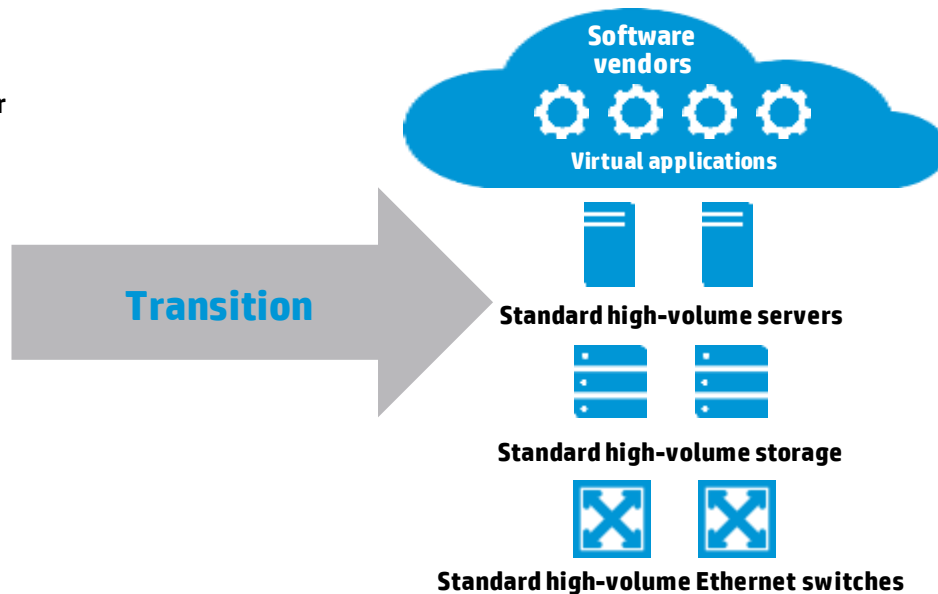 Software
vendors
r
Virtual applications
Transition
Standard high-volume servers
Standard high-volume storage
Standard high-volume Ethernet switches